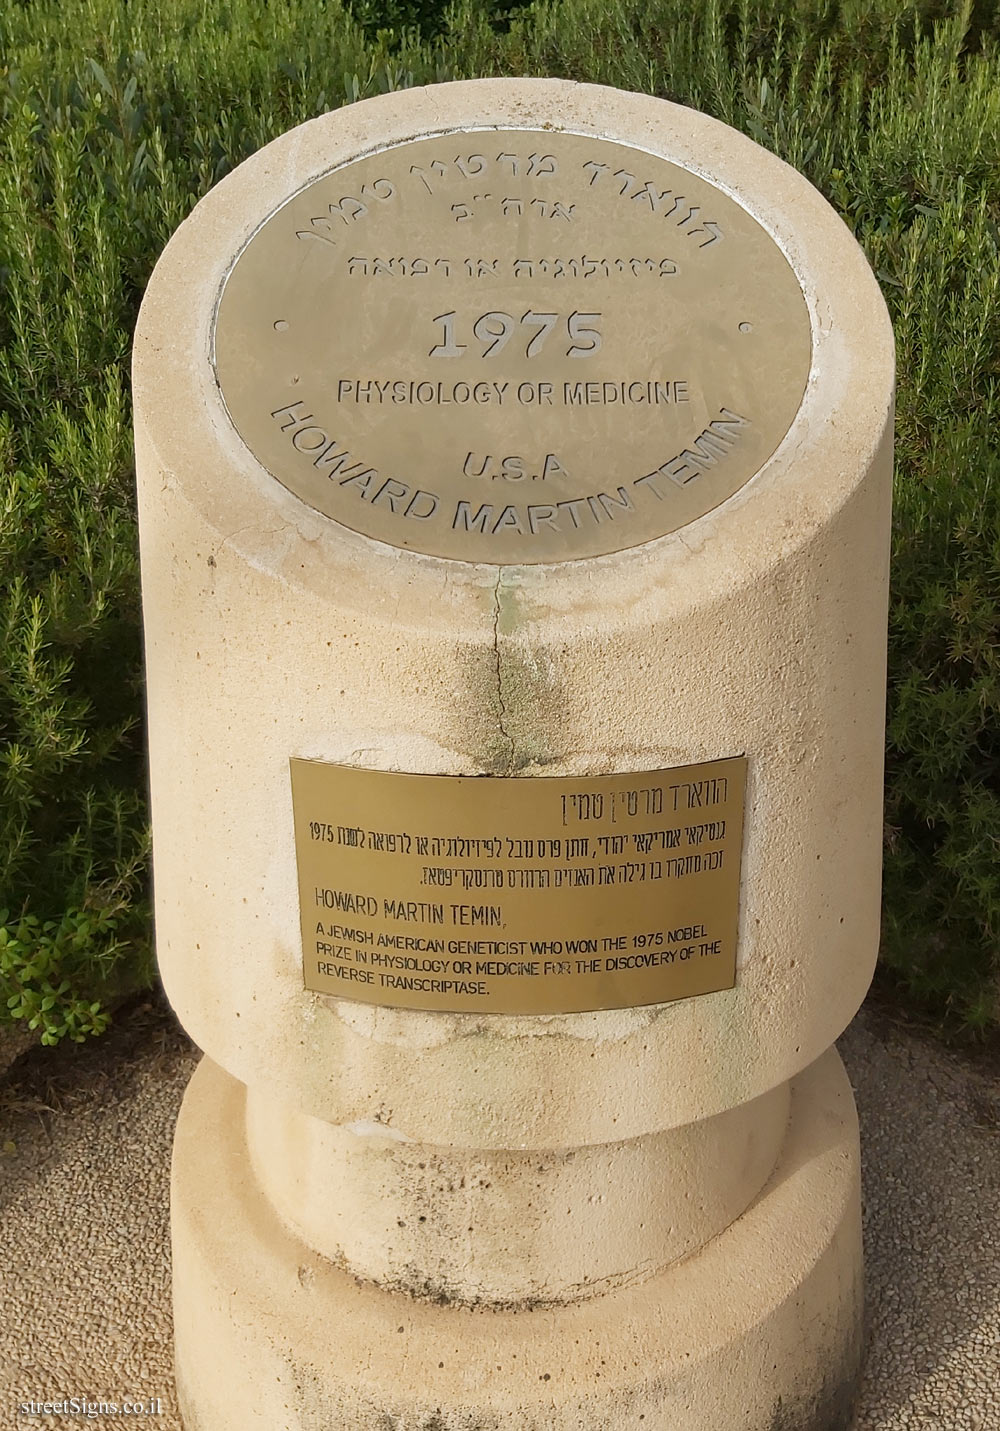 הווארד מרטין טמין
ארה"ב
פיזיולוגיה או רפואה
1975
PHYSIOLOGY OR MEDICINE
U.S.A
HOWARD MARTIN TEMIN
הווארד מרטין טמין
גנטיקאי אמריקאי יהודי, חתן פרס נובל לפיזיולוגיה או לרפואה לשנת 1975
זכה מחוקרז בו גילה את האנזים הרוורס טרנסקריפטאז.
HOWARD MARTIN TEMIN,
A JEWISH AMERICAN GENETICIST WHO WON THE 1975 NOBEL
PRIZE IN PHYSIOLOGY OR MEDICINE FOR THE DISCOVERY OF THE
REVERSE TRANSCRIPTASE.
streetSigns.co.il